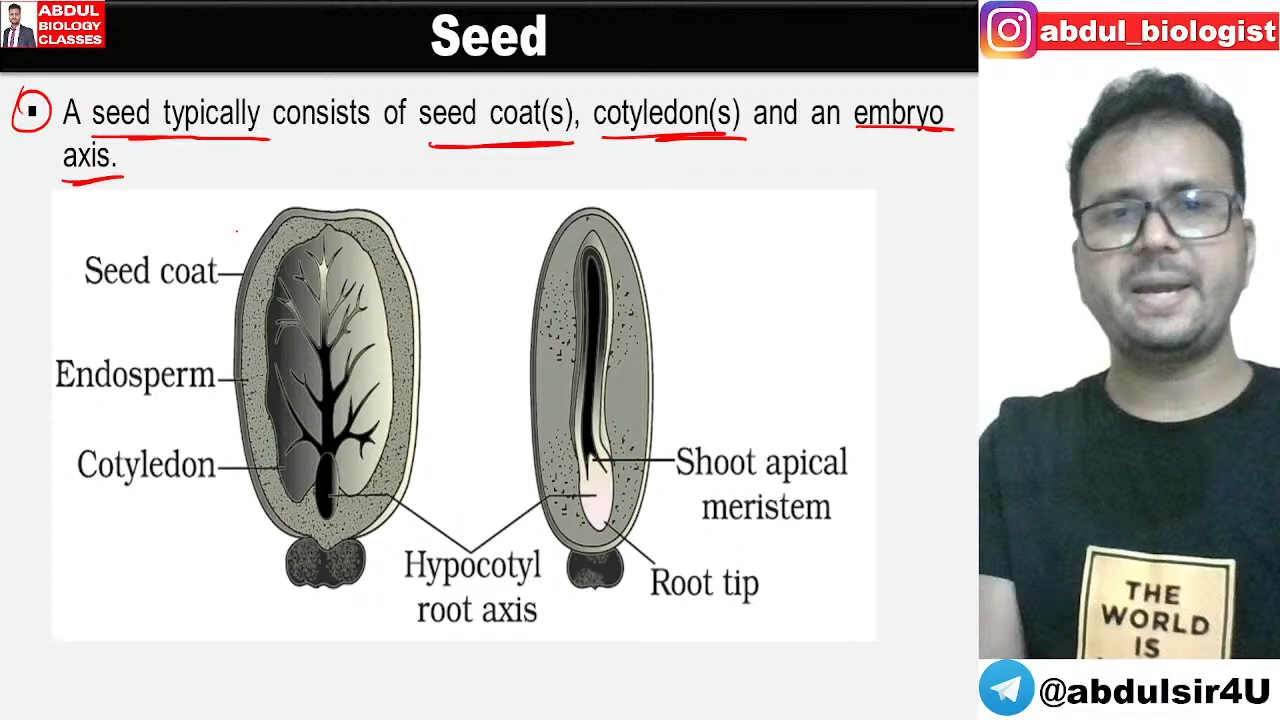 ABDUL
BIOLOGY
CLASSES
Seed
abdul_biologist
▪ A seed typically consists of seed coat(s), cotyledon(s) and an embryo
axis.
Seed coat
Endosperm
Cotyledon
Hypocotyl
root axis
Shoot apical
meristem
Root tip
THE
WORLD
IS
@abdulsir4U